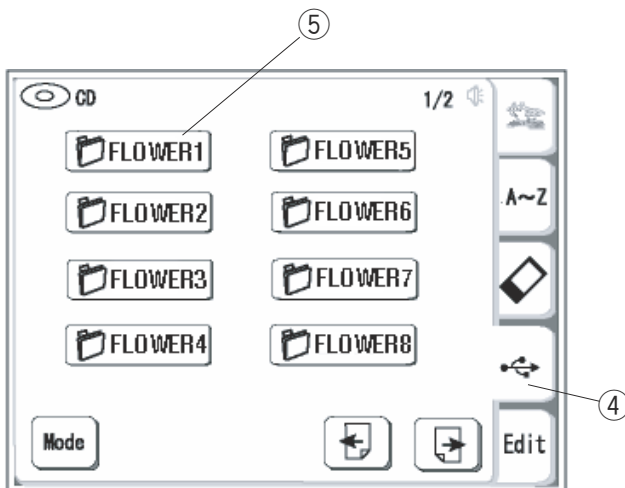 ⑤
CD 1/2
FLOWER1 FLOWER5
A～Z
FLOWER2 FLOWER6
FLOWER3 FLOWER7
FLOWER4 FLOWER8
④
Mode Edit